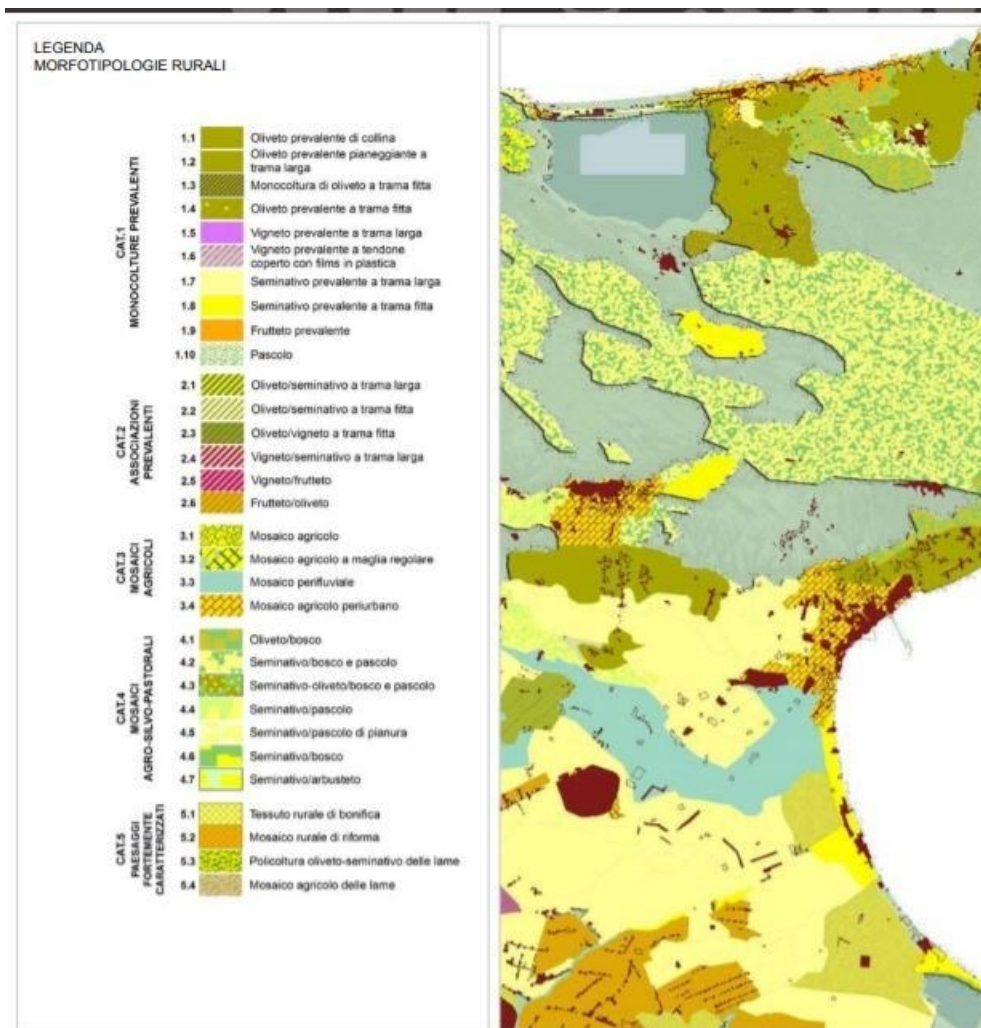 LEGENDA
MORFOTIPOLOGIE RURALI
CAT.1
MONOCOLTURE PREVALENTI
1.1 Oliveto prevalente di collina
1.2 Oliveto prevalente pianeggiante a
trama larga
1.3 Monocoltura di oliveto a trama fitta
1.4 Oliveto prevalente a trama fitta
1.5 Vigneto prevalente a trama larga
1.6 Vigneto prevalente a tendone
coperto con films in plastica
1.7 Seminativo prevalente a trama larga
1.8 Seminativo prevalente a trama fitta
1.9 Frutteto prevalente
1.10 Pascolo
CAT.2
ASSOCIAZIONI
PREVALENTI
2.1 Oliveto/seminativo a trama larga
2.2 Oliveto/seminativo a trama fitta
2.3 Oliveto/vigneto a trama fitta
2.4 Vigneto/seminativo a trama larga
2.5 Vigneto/frutteto
2.6 Frutteto/oliveto
CAT.3
MOSAICI
AGRICOLI
3.1 Mosaico agricolo
3.2 Mosaico agricolo a maglia regolare
3.3 Mosaico perifluviale
3.4 Mosaico agricolo periurbano
CAT.4
MOSAICI
AGRO-SILVO-PASTORALI
4.1 Oliveto/bosco
4.2 Seminativo/bosco e pascolo
4.3 Seminativo-oliveto/bosco e pascolo
4.4 Seminativo/pascolo
4.5 Seminativo/pascolo di pianura
4.6 Seminativo/bosco
4.7 Seminativo/arbusteto
CAT.5
PAESAGGI
FORTEMENTE
CARATTERIZZATI
5.1 Tessuto rurale di bonifica
5.2 Mosaico rurale di riforma
5.3 Policoltura oliveto-seminativo delle lame
5.4 Mosaico agricolo delle lame